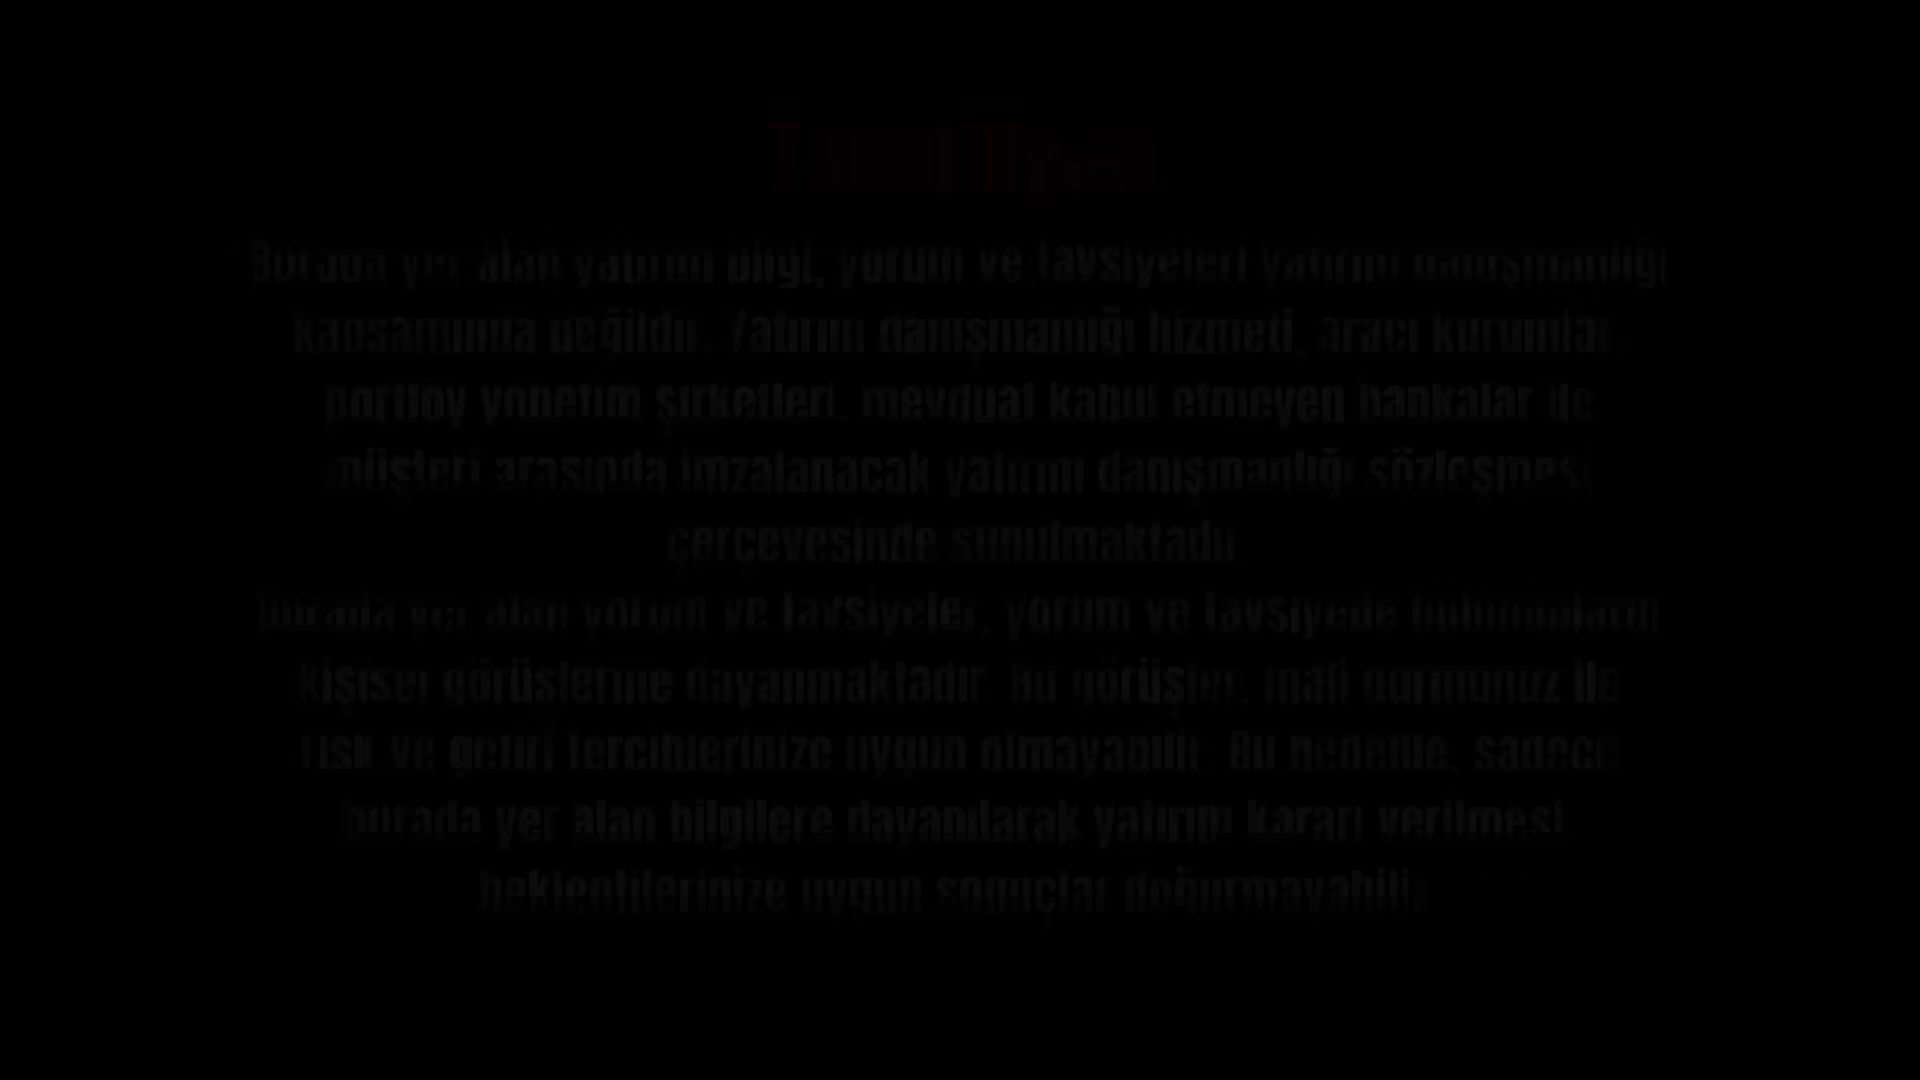 Burada yer alan yatırım bilgi, yorum ve tavsiyeleri yatırım danışmanlığı
kapsamında değildir. Yatırım danışmanlığı hizmeti, aracı kurumlar,
portföy yönetim şirketleri, mevduat kabul etmeyen bankalar ile
müşteri arasında imzalanacak yatırım danışmanlığı sözleşmesi
çerçevesinde sunulmaktadır.
Burada yer alan yorum ve tavsiyeler, yorum ve tavsiyede bulunanların
kişisel görüşlerine dayanmaktadır. Bu görüşler, mali durumunuz ile
risk ve getiri tercihlerinize uygun olmayabilir. Bu nedenle, sadece
burada yer alan bilgilere dayanılarak yatırım kararı verilmesi
beklentilerinize uygun sonuçlar doğurmayabilir.